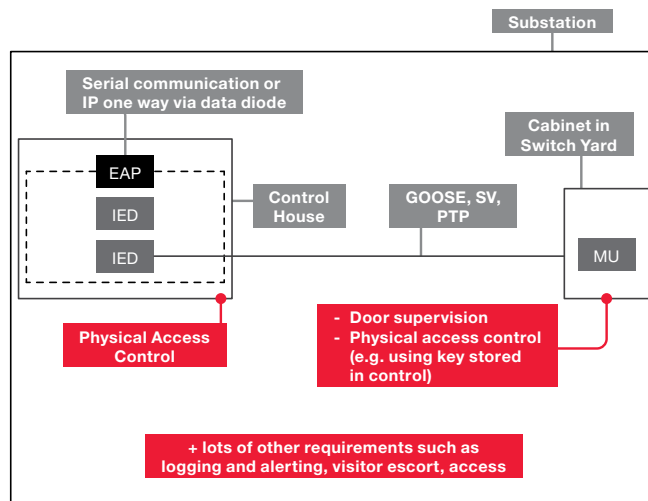 Substation
Serial communication or
IP one way via data diode
Cabinet in
Switch Yard
EAP
Control
House
GOOSE, SV,
PTP
IED
IED
MU
Physical Access
Control
- Door supervision
- Physical access control
(e.g. using key stored
in control)
+ lots of other requirements such as
logging and alerting, visitor escort, access